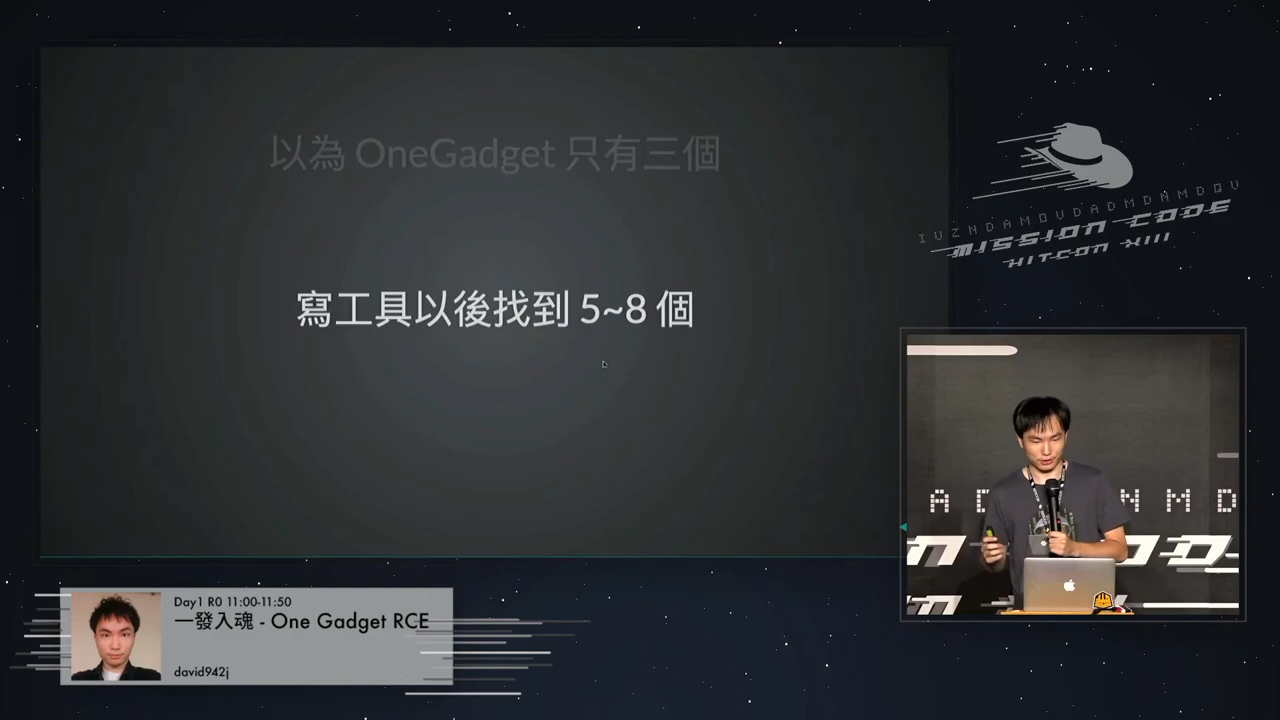 以為 OneGadget 只有三個
寫工具以後找到 5~8 個
IVZNDAMOVDADMDNMDQV
MISSION CODE
HITCON XIII
A D
N M D
Day1 R0 11:00-11:50
一發入魂 - One Gadget RCE
david942j